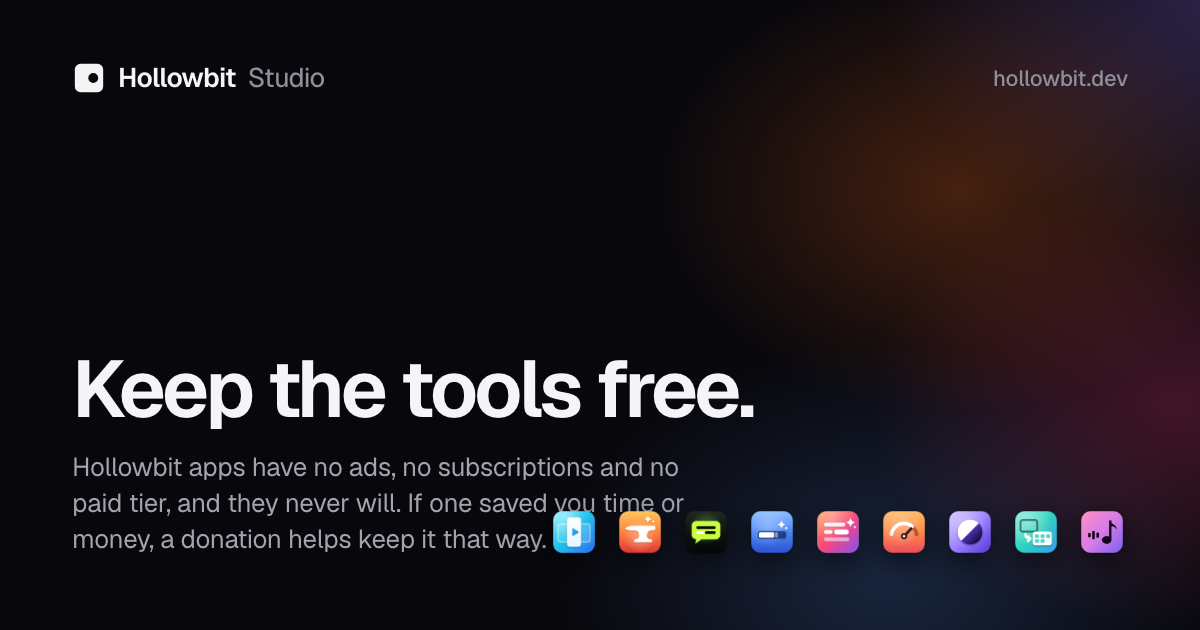 Hollowbit Studio
hollowbit.dev
Keep the tools free.
Hollowbit apps have no ads, no subscriptions and no
paid tier, and they never will. If one saved you time or
money, a donation helps keep it that way.